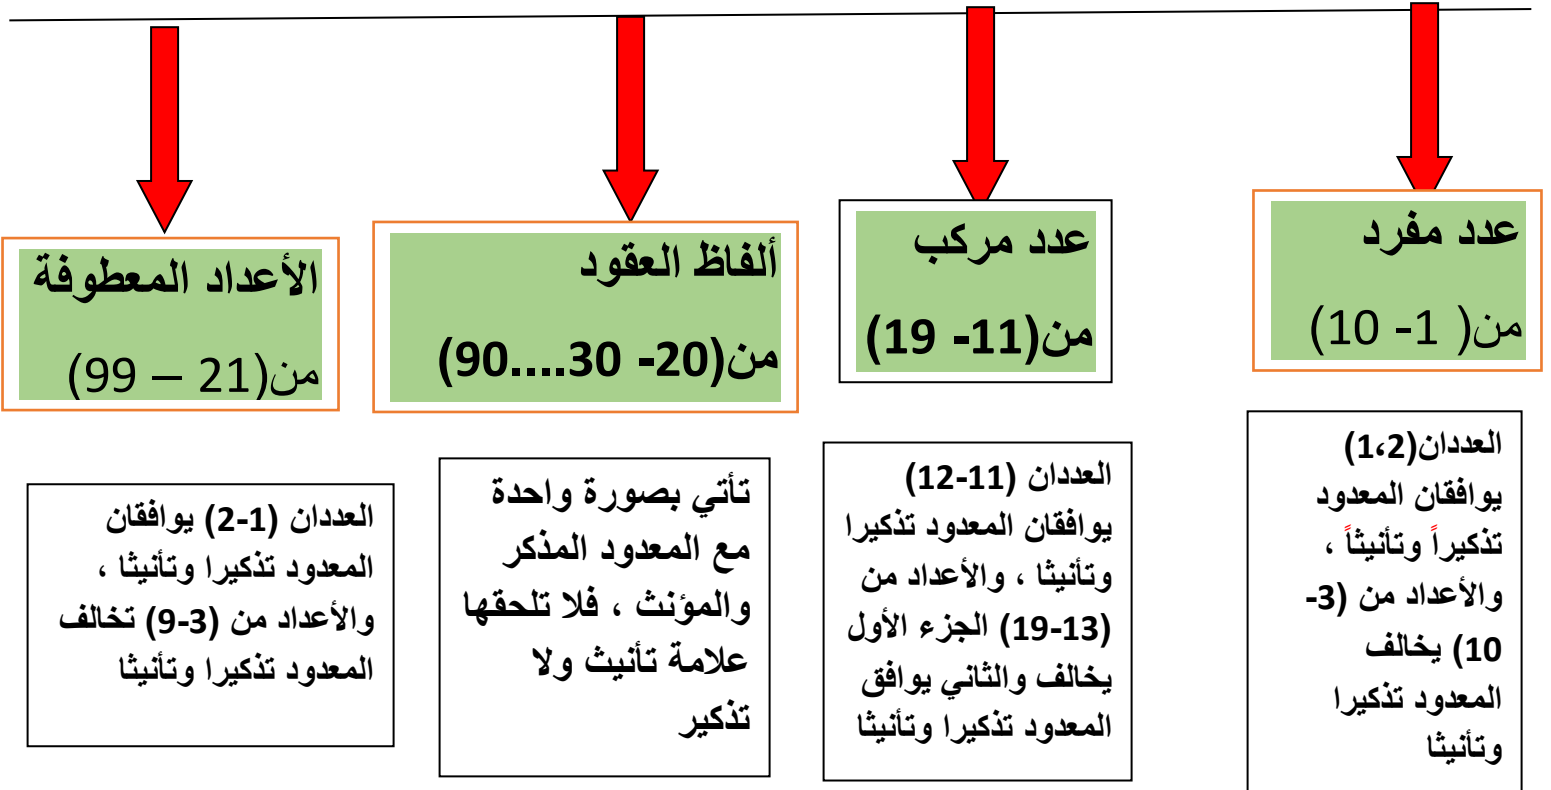 عدد مفرد
من( 1- 10)
العددان(1،2)
يوافقان المعدود
تذكيراً وتأنيثاً ،
والأعداد من (3-
10) يخالف
المعدود تذكيرا
وتأنيثا
عدد مركب
من(11- 19)
العددان (11-12)
يوافقان المعدود تذكيرا
وتأنيثا ، والأعداد من
(13-19) الجزء الأول
يخالف والثاني يوافق
المعدود تذكيرا وتأنيثا
ألفاظ العقود
من(20- 30....90)
تأتي بصورة واحدة
مع المعدود المذكر
والمؤنث ، فلا تلحقها
علامة تأنيث ولا
تذكير
الأعداد المعطوفة
من(21 – 99)
العددان (1-2) يوافقان
المعدود تذكيرا وتأنيثا ،
والأعداد من (3-9) تخالف
المعدود تذكيرا وتأنيثا